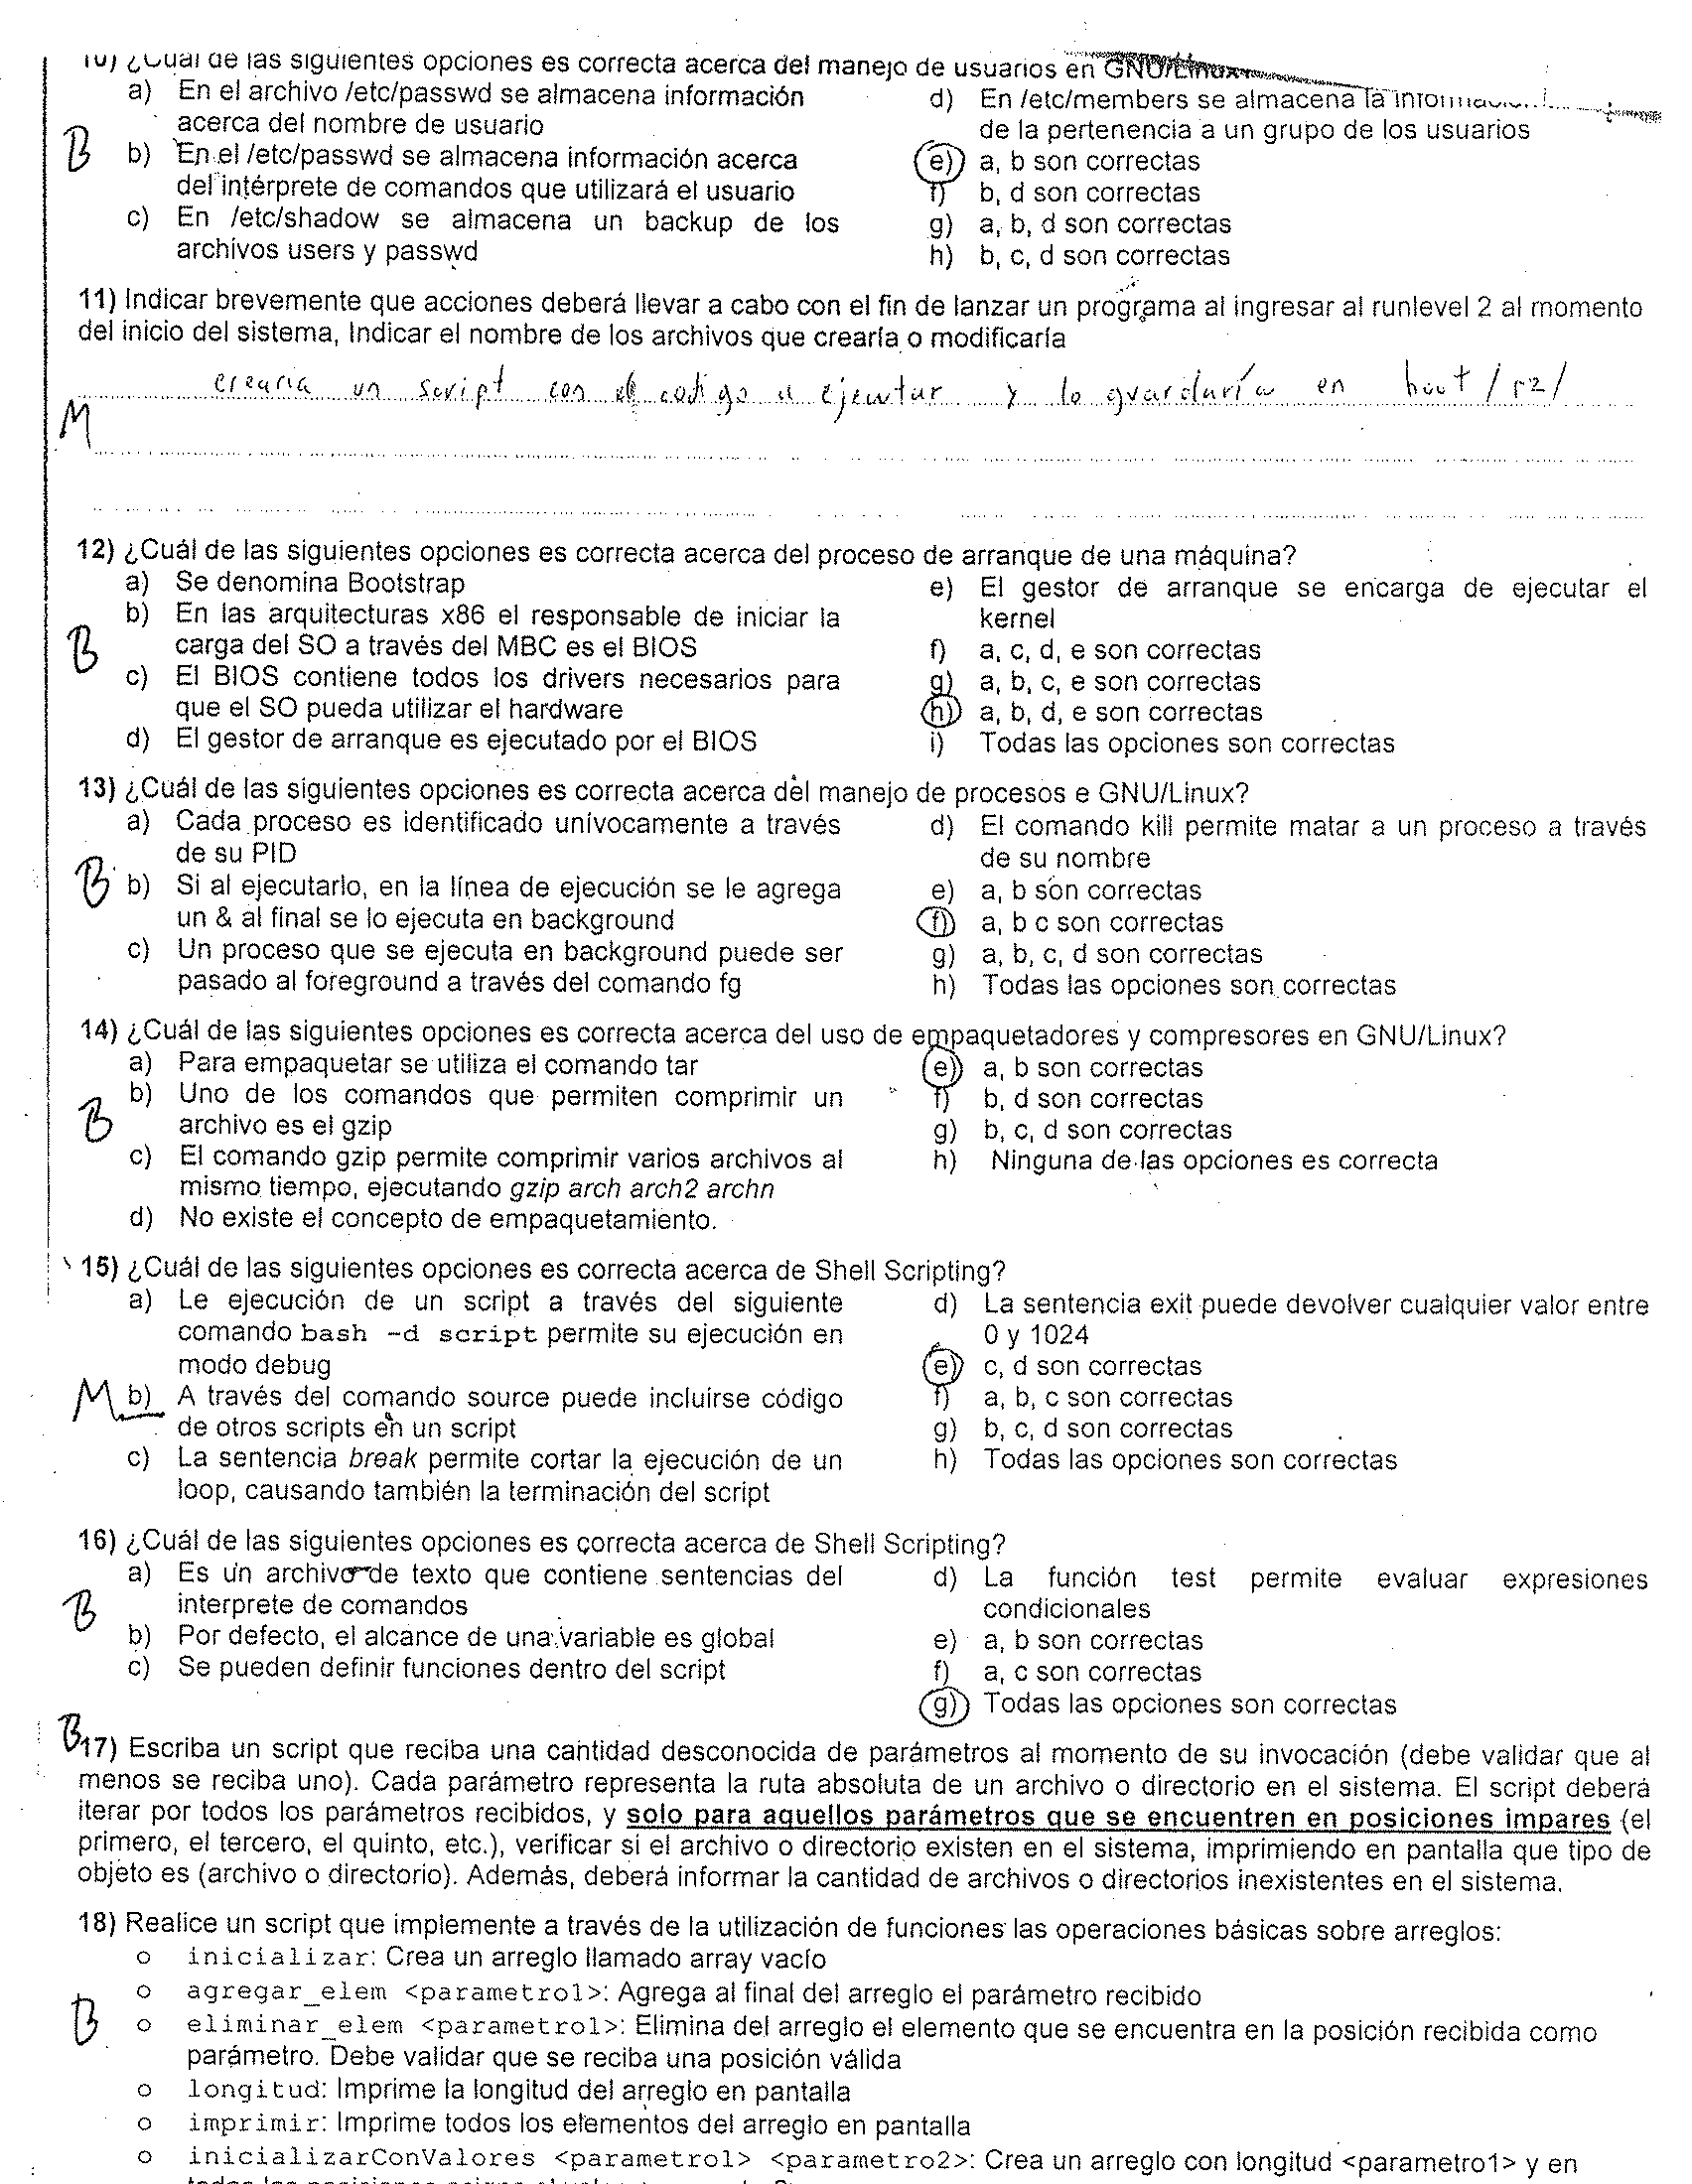 10) ¿Cuál de las siguientes opciones es correcta acerca del manejo de usuarios en GNU/Linux
a) En el archivo /etc/passwd se almacena información
acerca del nombre de usuario
B b) En el /etc/passwd se almacena información acerca
del intérprete de comandos que utilizará el usuario
c) En /etc/shadow se almacena un backup de los
archivos users y passwd
d) En /etc/members se almacena la
de la pertenencia a un grupo de los usuarios
e) a, b son correctas
f) b, d son correctas
g) a, b, d son correctas
h) b, c, d son correctas
11) Indicar brevemente que acciones deberá llevar a cabo con el fin de lanzar un programa al ingresar al runlevel 2 al momento
del inicio del sistema, Indicar el nombre de los archivos que crearía o modificaría
crearia un script con el codigo a ejecutar y lo guardaría en boot/r2/
M
12) ¿Cuál de las siguientes opciones es correcta acerca del proceso de arranque de una máquina?
a) Se denomina Bootstrap
b) En las arquitecturas x86 el responsable de iniciar la
B carga del SO a través del MBC es el BIOS
c) El BIOS contiene todos los drivers necesarios para
que el SO pueda utilizar el hardware
d) El gestor de arranque es ejecutado por el BIOS
e) El gestor de arranque se encarga de ejecutar el
kernel
f) a, c, d, e son correctas
g) a, b, c, e son correctas
h) a, b, d, e son correctas
i) Todas las opciones son correctas
13) ¿Cuál de las siguientes opciones es correcta acerca del manejo de procesos e GNU/Linux?
a) Cada proceso es identificado unívocamente a través
de su PID
B b) Si al ejecutarlo, en la línea de ejecución se le agrega
un & al final se lo ejecuta en background
c) Un proceso que se ejecuta en background puede ser
pasado al foreground a través del comando fg
d) El comando kill permite matar a un proceso a través
de su nombre
e) a, b son correctas
f) a, b c son correctas
g) a, b, c, d son correctas
h) Todas las opciones son correctas
14) ¿Cuál de las siguientes opciones es correcta acerca del uso de empaquetadores y compresores en GNU/Linux?
a) Para empaquetar se utiliza el comando tar
b) Uno de los comandos que permiten comprimir un
B archivo es el gzip
c) El comando gzip permite comprimir varios archivos al
mismo tiempo, ejecutando gzip arch arch2 archn
d) No existe el concepto de empaquetamiento.
e) a, b son correctas
f) b, d son correctas
g) b, c, d son correctas
h) Ninguna de las opciones es correcta
15) ¿Cuál de las siguientes opciones es correcta acerca de Shell Scripting?
a) Le ejecución de un script a través del siguiente
comando bash -d script permite su ejecución en
modo debug
M b) A través del comando source puede incluirse código
de otros scripts en un script
c) La sentencia break permite cortar la ejecución de un
loop, causando también la terminación del script
d) La sentencia exit puede devolver cualquier valor entre
0 y 1024
e) c, d son correctas
f) a, b, c son correctas
g) b, c, d son correctas
h) Todas las opciones son correctas
16) ¿Cuál de las siguientes opciones es correcta acerca de Shell Scripting?
a) Es un archivo de texto que contiene sentencias del
B interprete de comandos
b) Por defecto, el alcance de una variable es global
c) Se pueden definir funciones dentro del script
d) La función test permite evaluar expresiones
condicionales
e) a, b son correctas
f) a, c son correctas
g) Todas las opciones son correctas
B 17) Escriba un script que reciba una cantidad desconocida de parámetros al momento de su invocación (debe validar que al
menos se reciba uno). Cada parámetro representa la ruta absoluta de un archivo o directorio en el sistema. El script deberá
iterar por todos los parámetros recibidos, y solo para aquellos parámetros que se encuentren en posiciones impares (el
primero, el tercero, el quinto, etc.), verificar si el archivo o directorio existen en el sistema, imprimiendo en pantalla que tipo de
objeto es (archivo o directorio). Además, deberá informar la cantidad de archivos o directorios inexistentes en el sistema.
18) Realice un script que implemente a través de la utilización de funciones las operaciones básicas sobre arreglos:
o inicializar: Crea un arreglo llamado array vacío
o agregar_elem <parametro1>: Agrega al final del arreglo el parámetro recibido
B o eliminar_elem <parametro1>: Elimina del arreglo el elemento que se encuentra en la posición recibida como
parámetro. Debe validar que se reciba una posición válida
o longitud: Imprime la longitud del arreglo en pantalla
o imprimir: Imprime todos los elementos del arreglo en pantalla
o inicializarConValores <parametro1> <parametro2>: Crea un arreglo con longitud <parametro1> y en